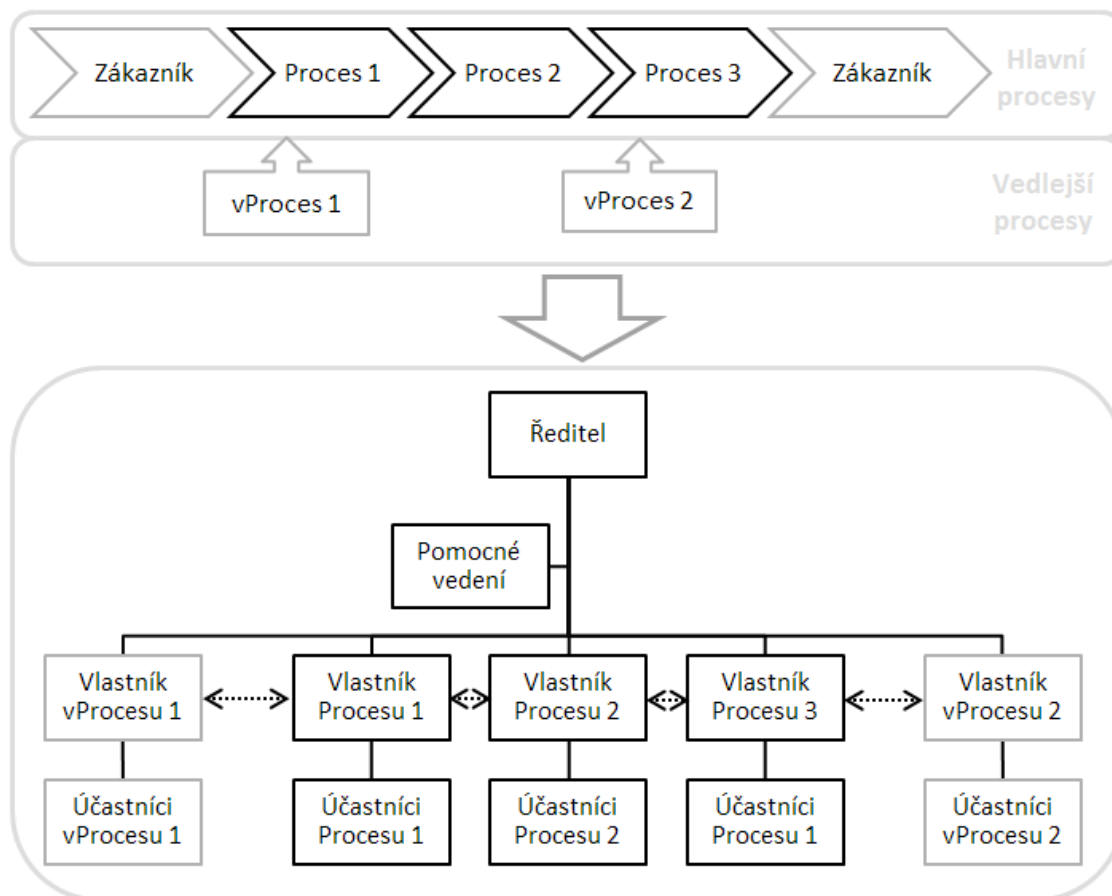 Zákazník
Proces 1
Proces 2
Proces 3
Zákazník
Hlavní
procesy
vProces 1
vProces 2
Vedlejší
procesy
Ředitel
Pomocné
vedení
Vlastník
vProcesu 1
Vlastník
Procesu 1
Vlastník
Procesu 2
Vlastník
Procesu 3
Vlastník
vProcesu 2
Účastníci
vProcesu 1
Účastníci
Procesu 1
Účastníci
Procesu 2
Účastníci
Procesu 1
Účastníci
vProcesu 2